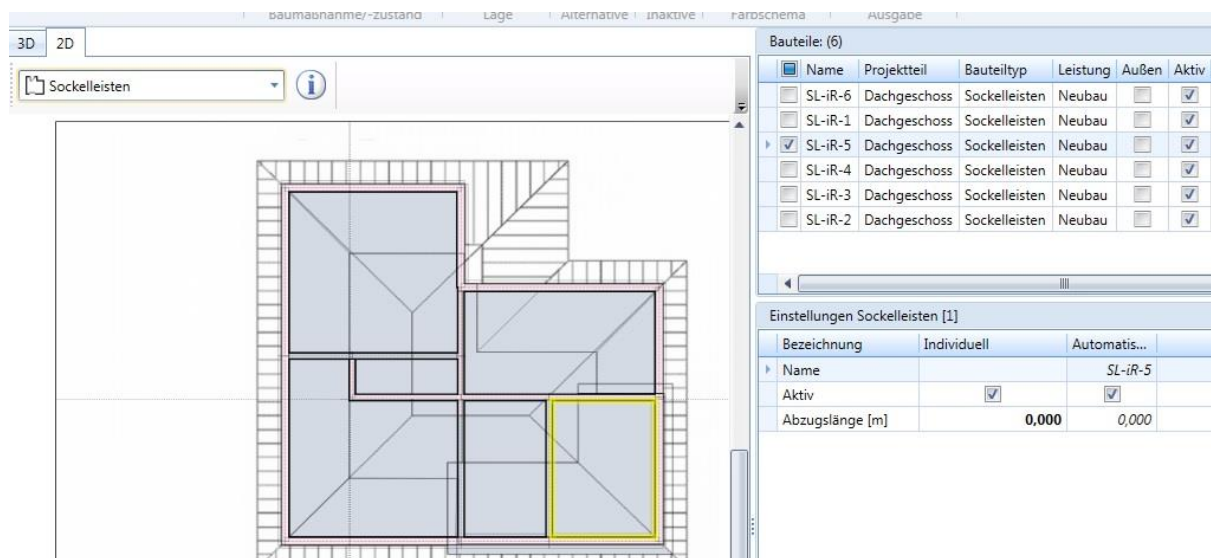 Baumaßnahme/-zustand Lage Alternative Inaktive Farbschema Ausgabe
3D 2D
Sockelleisten
Bauteile: (6)
Name Projektteil Bauteiltyp Leistung Außen Aktiv
SL-iR-6 Dachgeschoss Sockelleisten Neubau
SL-iR-1 Dachgeschoss Sockelleisten Neubau
SL-iR-5 Dachgeschoss Sockelleisten Neubau
SL-iR-4 Dachgeschoss Sockelleisten Neubau
SL-iR-3 Dachgeschoss Sockelleisten Neubau
SL-iR-2 Dachgeschoss Sockelleisten Neubau
Einstellungen Sockelleisten [1]
Bezeichnung Individuell Automatis...
Name SL-iR-5
Aktiv
Abzugslänge [m] 0,000 0,000